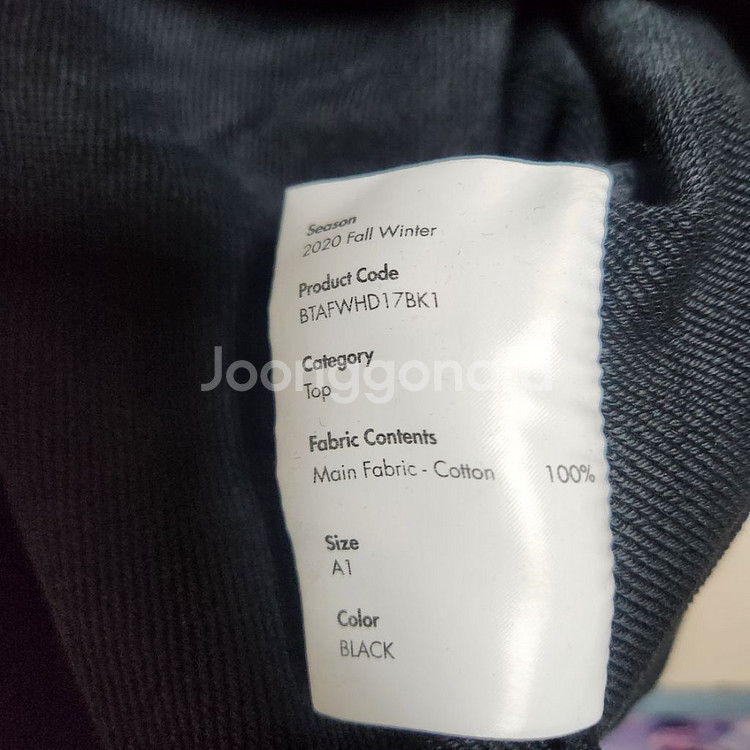 Season
2020 Fall Winter
Product Code
BTAFWHD17BK1
Category
Joonggonara
Top
Fabric Contents
Main Fabric - Cotton 100%
Size
A1
Color
BLACK